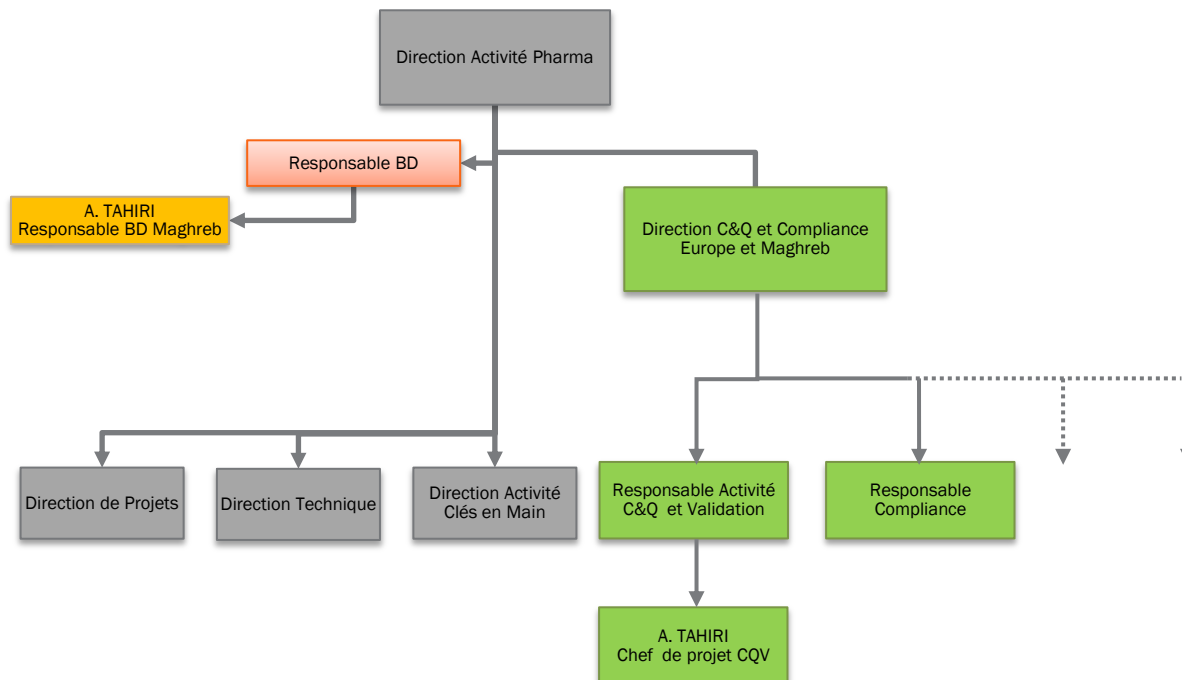 Direction Activité Pharma
Responsable BD
A. TAHIRI
Responsable BD Maghreb
Direction C&Q et Compliance
Europe et Maghreb
Direction de Projets
Direction Technique
Direction Activité
Clés en Main
Responsable Activité
C&Q et Validation
Responsable
Compliance
A. TAHIRI
Chef de projet CQV